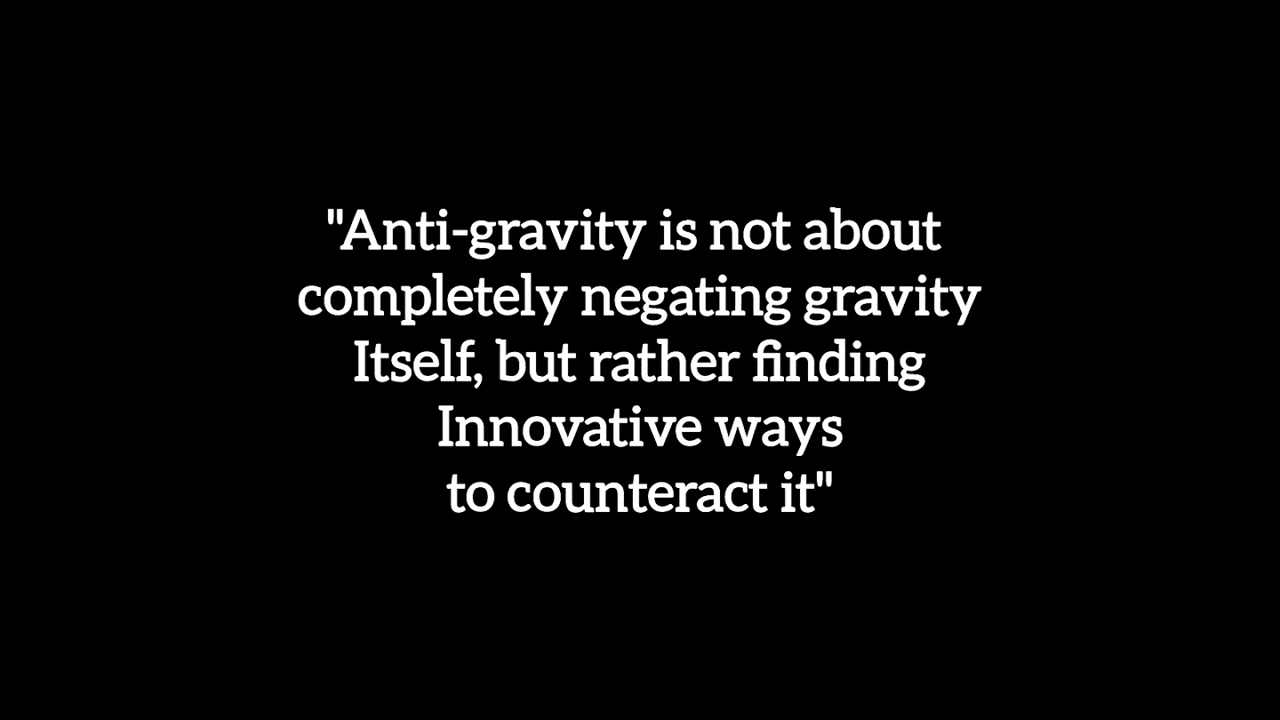 "Anti-gravity is not about
completely negating gravity
Itself, but rather finding
Innovative ways
to counteract it"